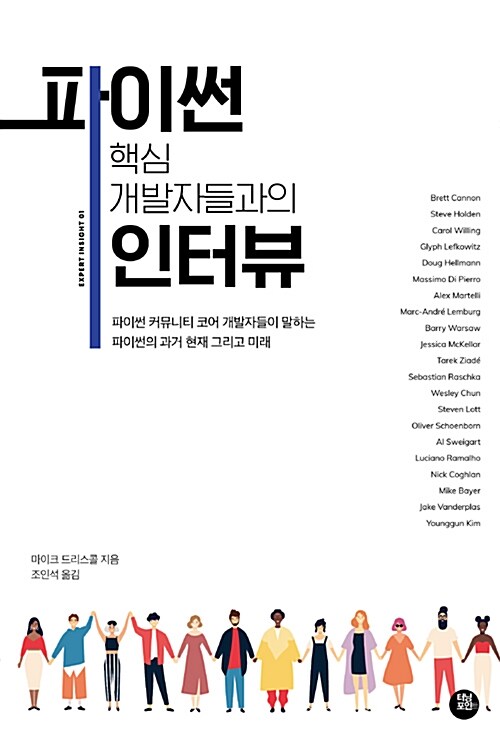 파이썬
핵심
개발자들과의
인터뷰
EXPERT INSIGHT 01
파이썬 커뮤니티 코어 개발자들이 말하는
파이썬의 과거 현재 그리고 미래
Brett Cannon
Steve Holden
Carol Willing
Glyph Lefkowitz
Doug Hellmann
Massimo Di Pierro
Alex Martelli
Marc-André Lemburg
Barry Warsaw
Jessica McKellar
Tarek Ziadé
Sebastian Raschka
Wesley Chun
Steven Lott
Oliver Schoenborn
Al Sweigart
Luciano Ramalho
Nick Coghlan
Mike Bayer
Jake Vanderplas
Younggun Kim
마이크 드리스콜 지음
조인석 옮김
터닝
포인트